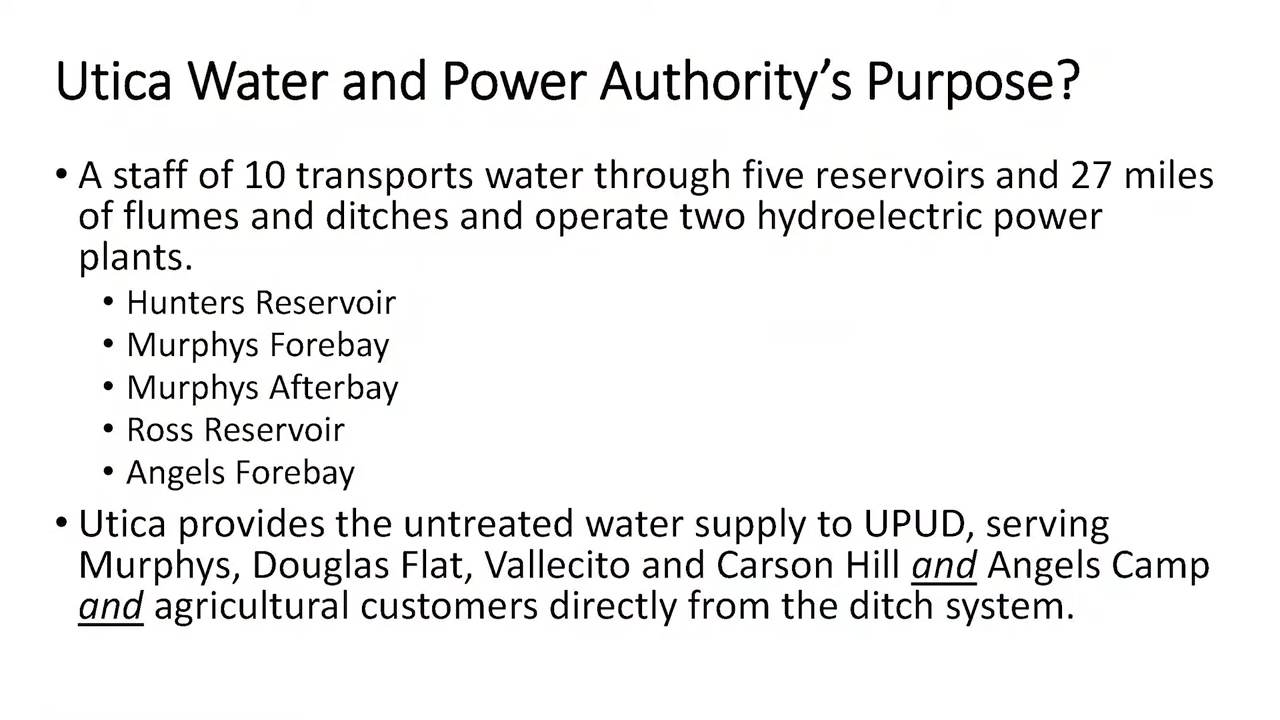 Utica Water and Power Authority’s Purpose?
• A staff of 10 transports water through five reservoirs and 27 miles
of flumes and ditches and operate two hydroelectric power
plants.
• Hunters Reservoir
• Murphys Forebay
• Murphys Afterbay
• Ross Reservoir
• Angels Forebay
• Utica provides the untreated water supply to UPUD, serving
Murphys, Douglas Flat, Vallecito and Carson Hill and Angels Camp
and agricultural customers directly from the ditch system.